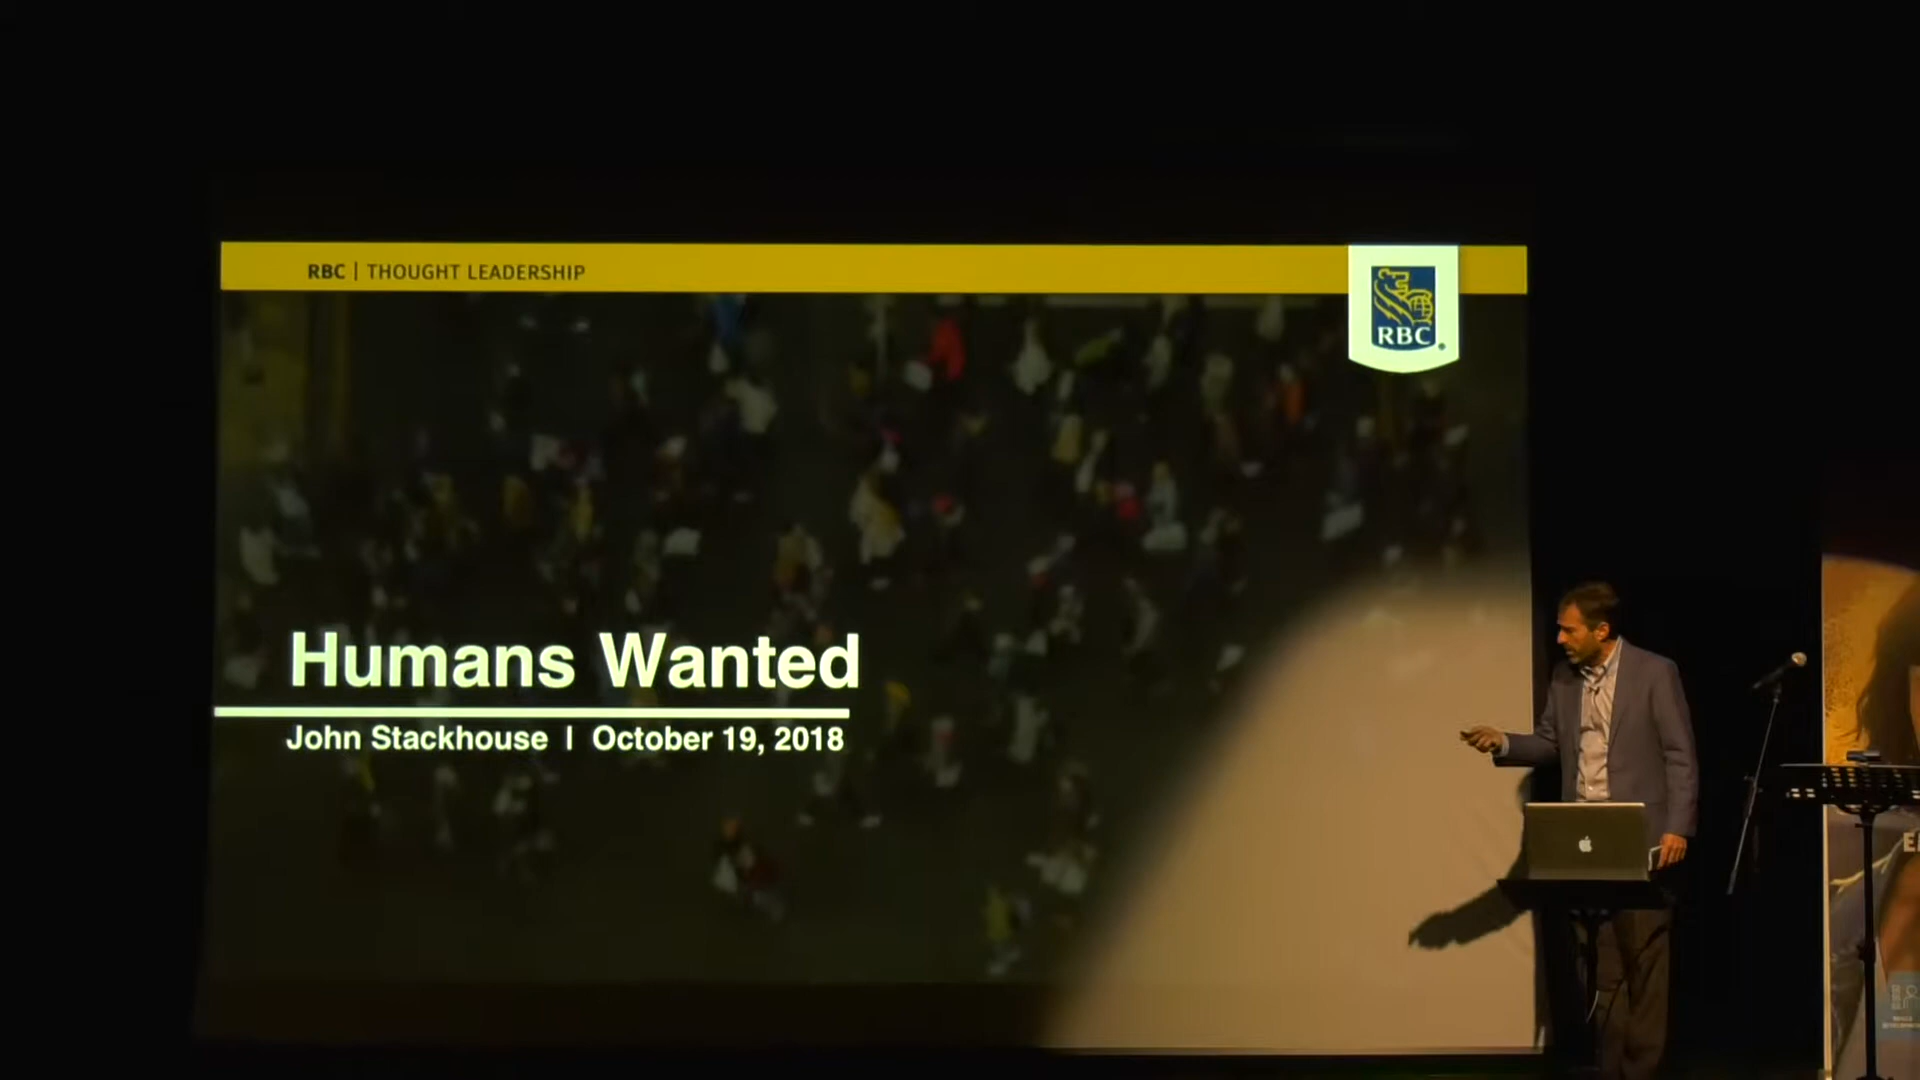 RBC | THOUGHT LEADERSHIP
RBC
Humans Wanted
John Stackhouse | October 19, 2018